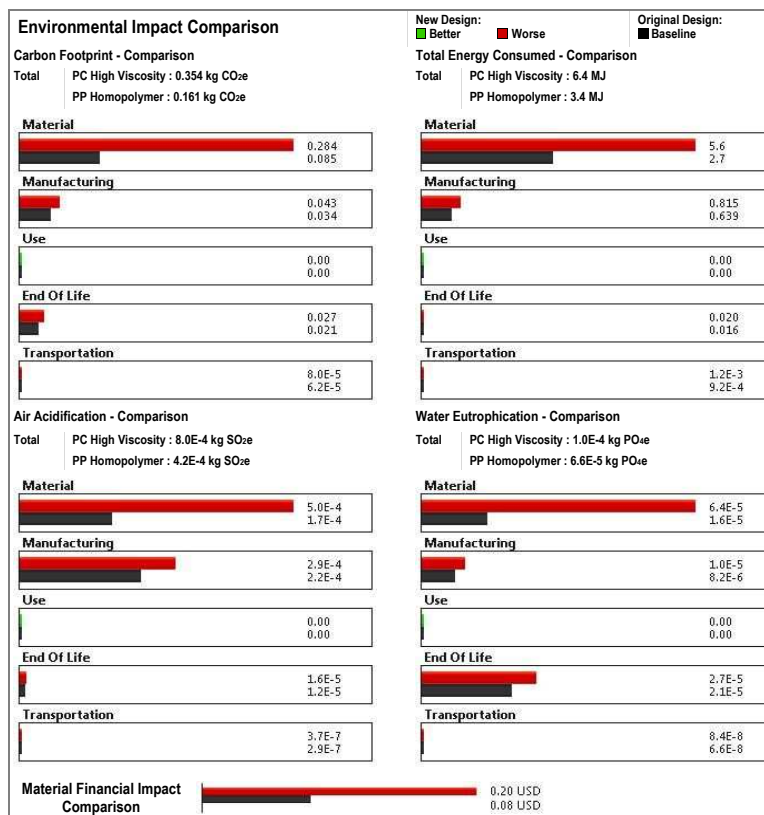 Environmental Impact Comparison
New Design:
Better Worse
Original Design:
Baseline
Carbon Footprint - Comparison
Total PC High Viscosity : 0.354 kg CO2e
PP Homopolymer : 0.161 kg CO2e
Material
0.284
0.085
Manufacturing
0.043
0.034
Use
0.00
0.00
End Of Life
0.027
0.021
Transportation
8.0E-5
6.2E-5
Total Energy Consumed - Comparison
Total PC High Viscosity : 6.4 MJ
PP Homopolymer : 3.4 MJ
Material
5.6
2.7
Manufacturing
0.815
0.639
Use
0.00
0.00
End Of Life
0.020
0.016
Transportation
1.2E-3
9.2E-4
Air Acidification - Comparison
Total PC High Viscosity : 8.0E-4 kg SO2e
PP Homopolymer : 4.2E-4 kg SO2e
Material
5.0E-4
1.7E-4
Manufacturing
2.9E-4
2.2E-4
Use
0.00
0.00
End Of Life
1.6E-5
1.2E-5
Transportation
3.7E-7
2.9E-7
Water Eutrophication - Comparison
Total PC High Viscosity : 1.0E-4 kg PO4e
PP Homopolymer : 6.6E-5 kg PO4e
Material
6.4E-5
1.6E-5
Manufacturing
1.0E-5
8.2E-6
Use
0.00
0.00
End Of Life
2.7E-5
2.1E-5
Transportation
8.4E-8
6.6E-8
Material Financial Impact
Comparison
0.20 USD
0.08 USD